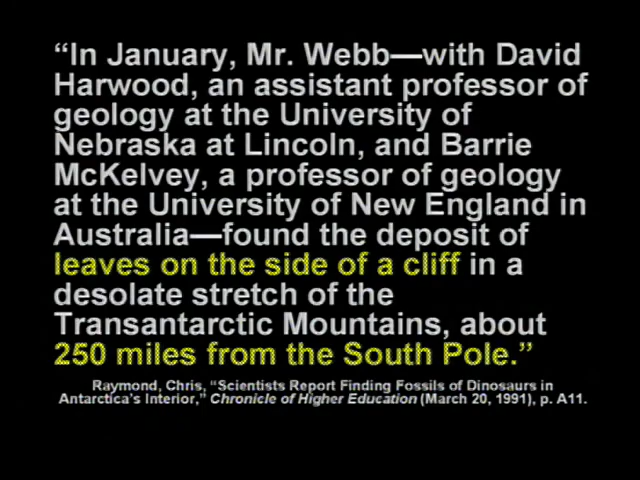 “In January, Mr. Webb—with David
Harwood, an assistant professor of
geology at the University of
Nebraska at Lincoln, and Barrie
McKelvey, a professor of geology
at the University of New England in
Australia—found the deposit of
leaves on the side of a cliff in a
desolate stretch of the
Transantarctic Mountains, about
250 miles from the South Pole.”
Raymond, Chris, “Scientists Report Finding Fossils of Dinosaurs in
Antarctica’s Interior,” Chronicle of Higher Education (March 20, 1991), p. A11.